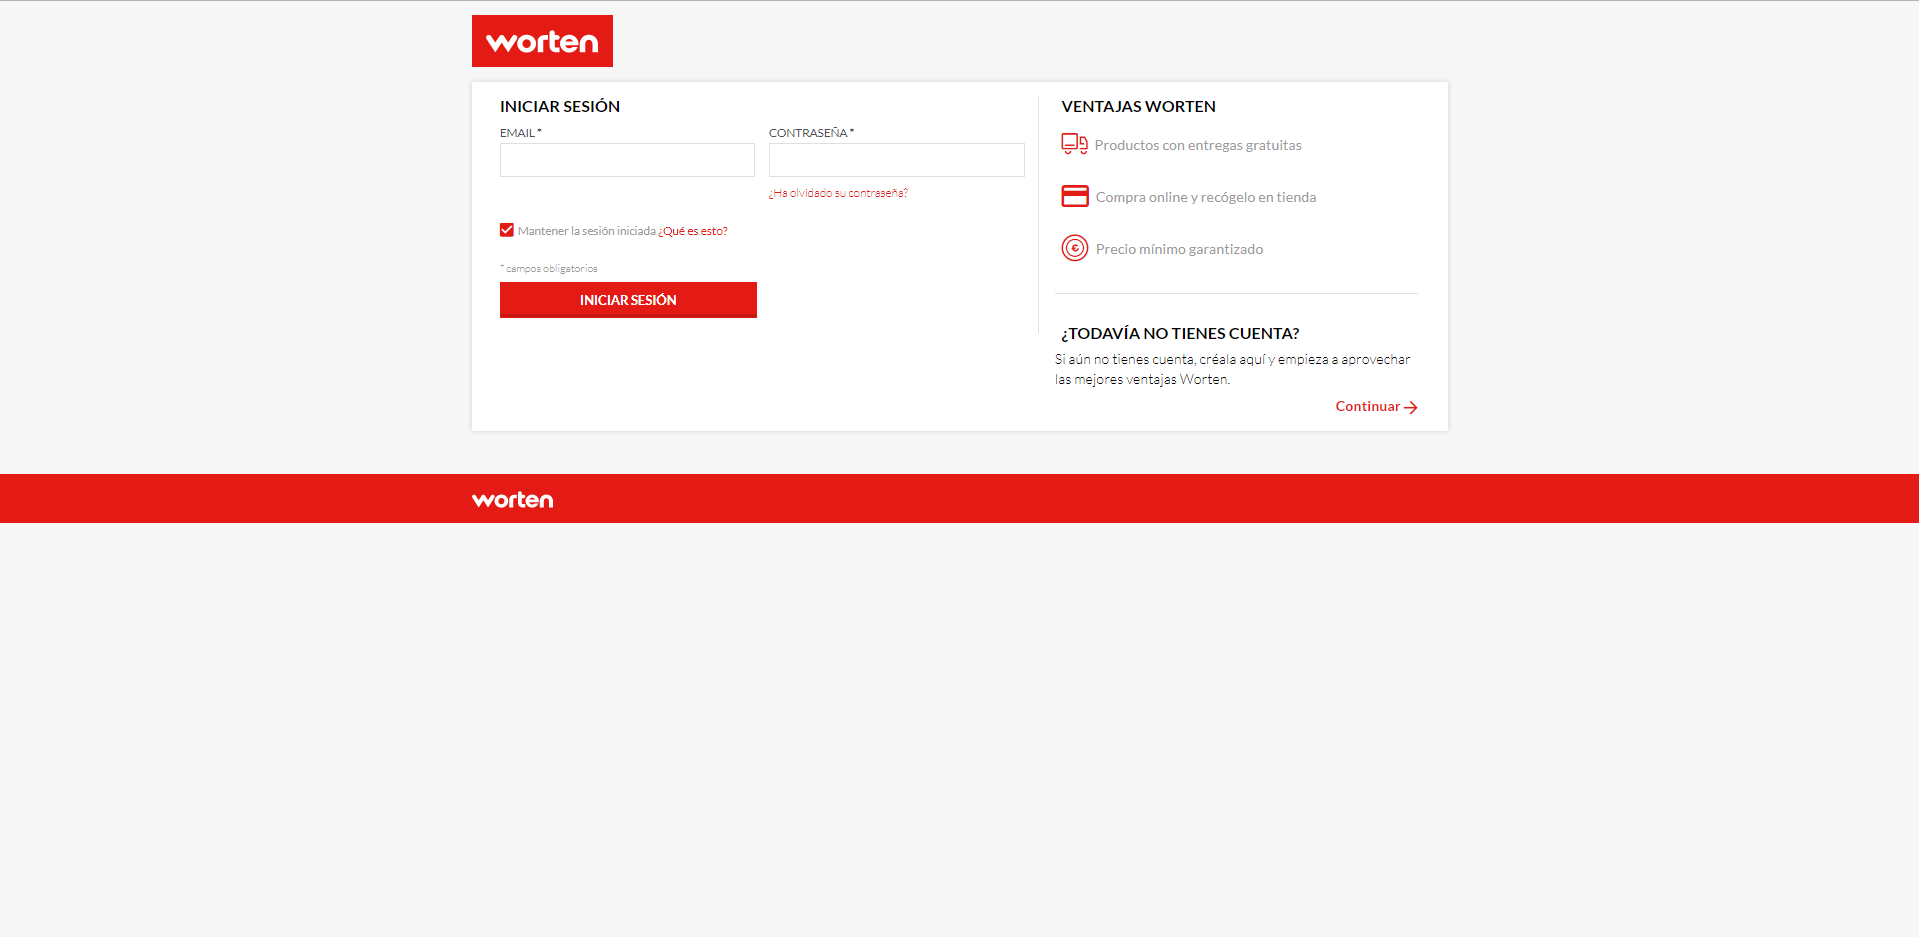 worten
INICIAR SESIÓN
EMAIL *
CONTRASEÑA *
¿Ha olvidado su contraseña?
Mantener la sesión iniciada ¿Qué es esto?
* campos obligatorios
INICIAR SESIÓN
VENTAJAS WORTEN
Productos con entregas gratuitas
Compra online y recógelo en tienda
Precio mínimo garantizado
¿TODAVÍA NO TIENES CUENTA?
Si aún no tienes cuenta, créala aquí y empieza a aprovechar
las mejores ventajas Worten.
Continuar
worten